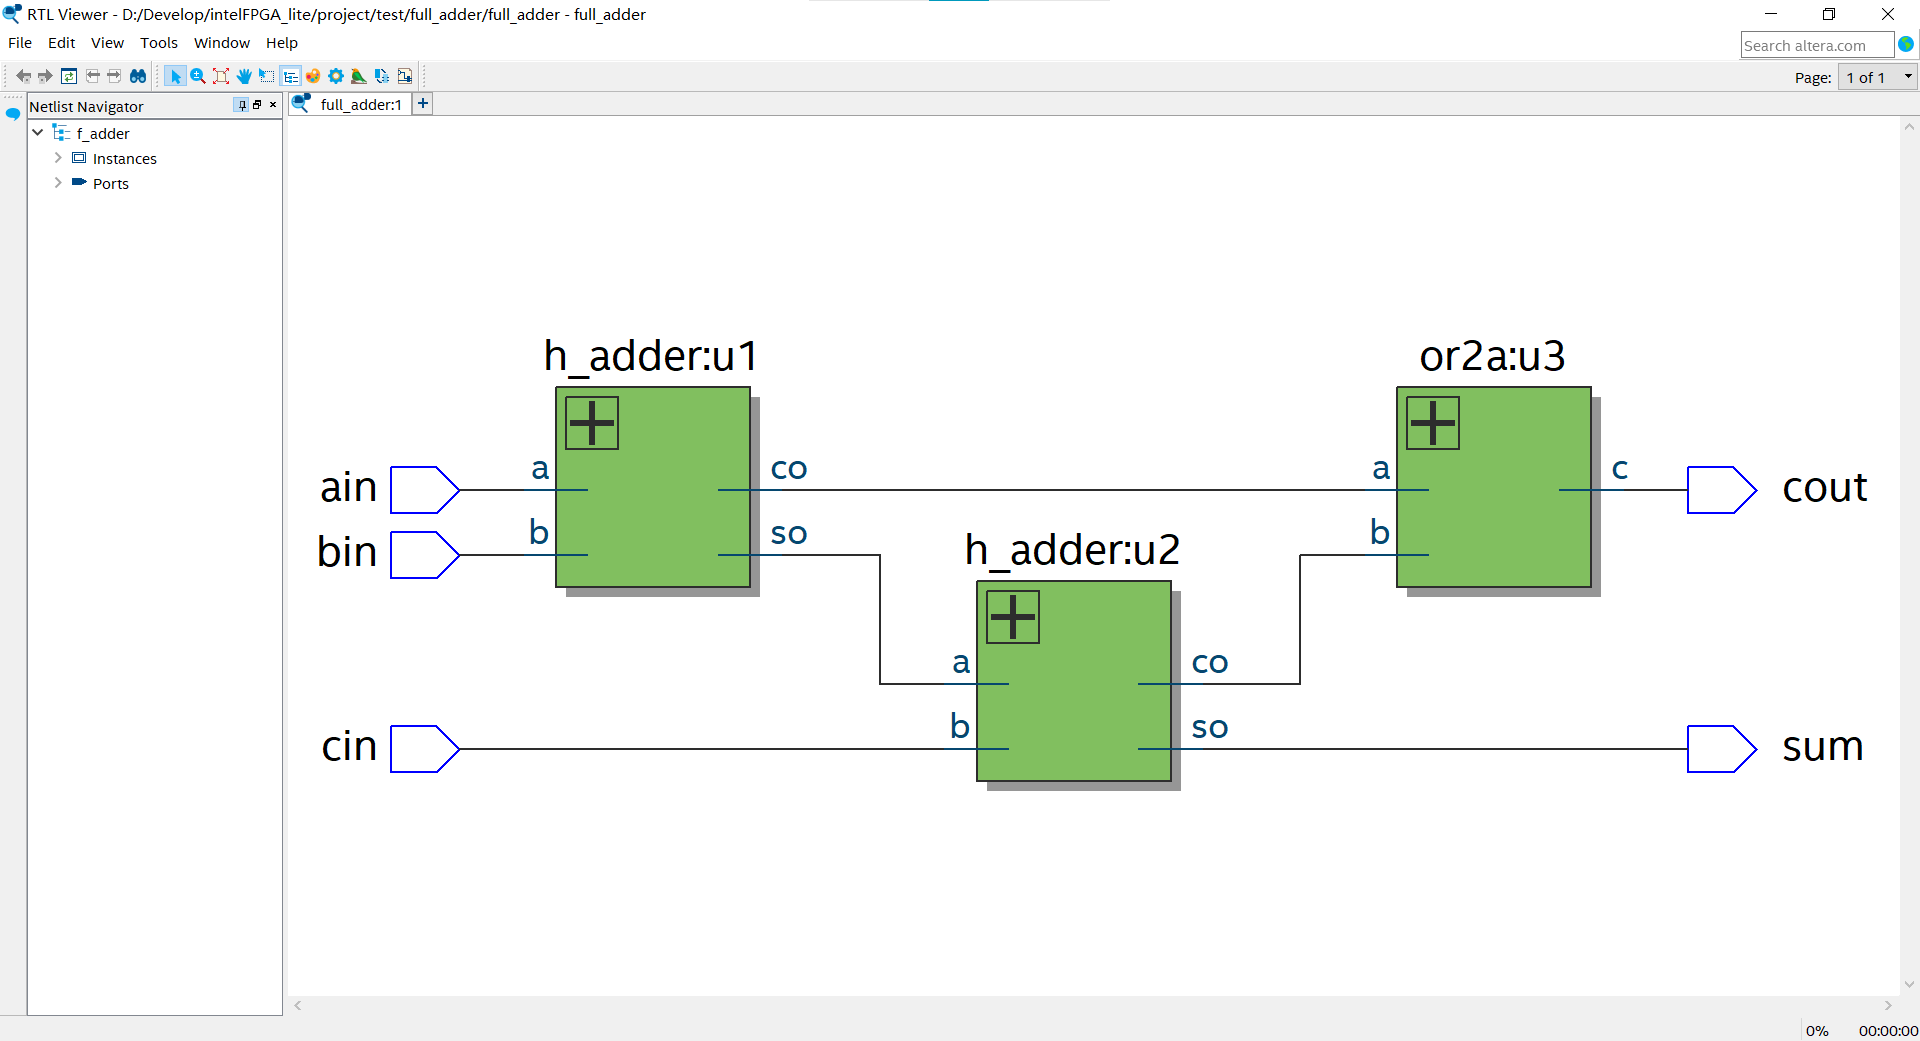 RTL Viewer - D:/Develop/intelFPGA_lite/project/test/full_adder/full_adder - full_adder
File Edit View Tools Window Help
Search altera.com
Page: 1 of 1
Netlist Navigator
full_adder:1
f_adder
Instances
Ports
h_adder:u1
or2a:u3
ain
a
co
a
c
cout
bin
b
so
b
h_adder:u2
a
co
cin
b
so
sum
0% 00:00:00